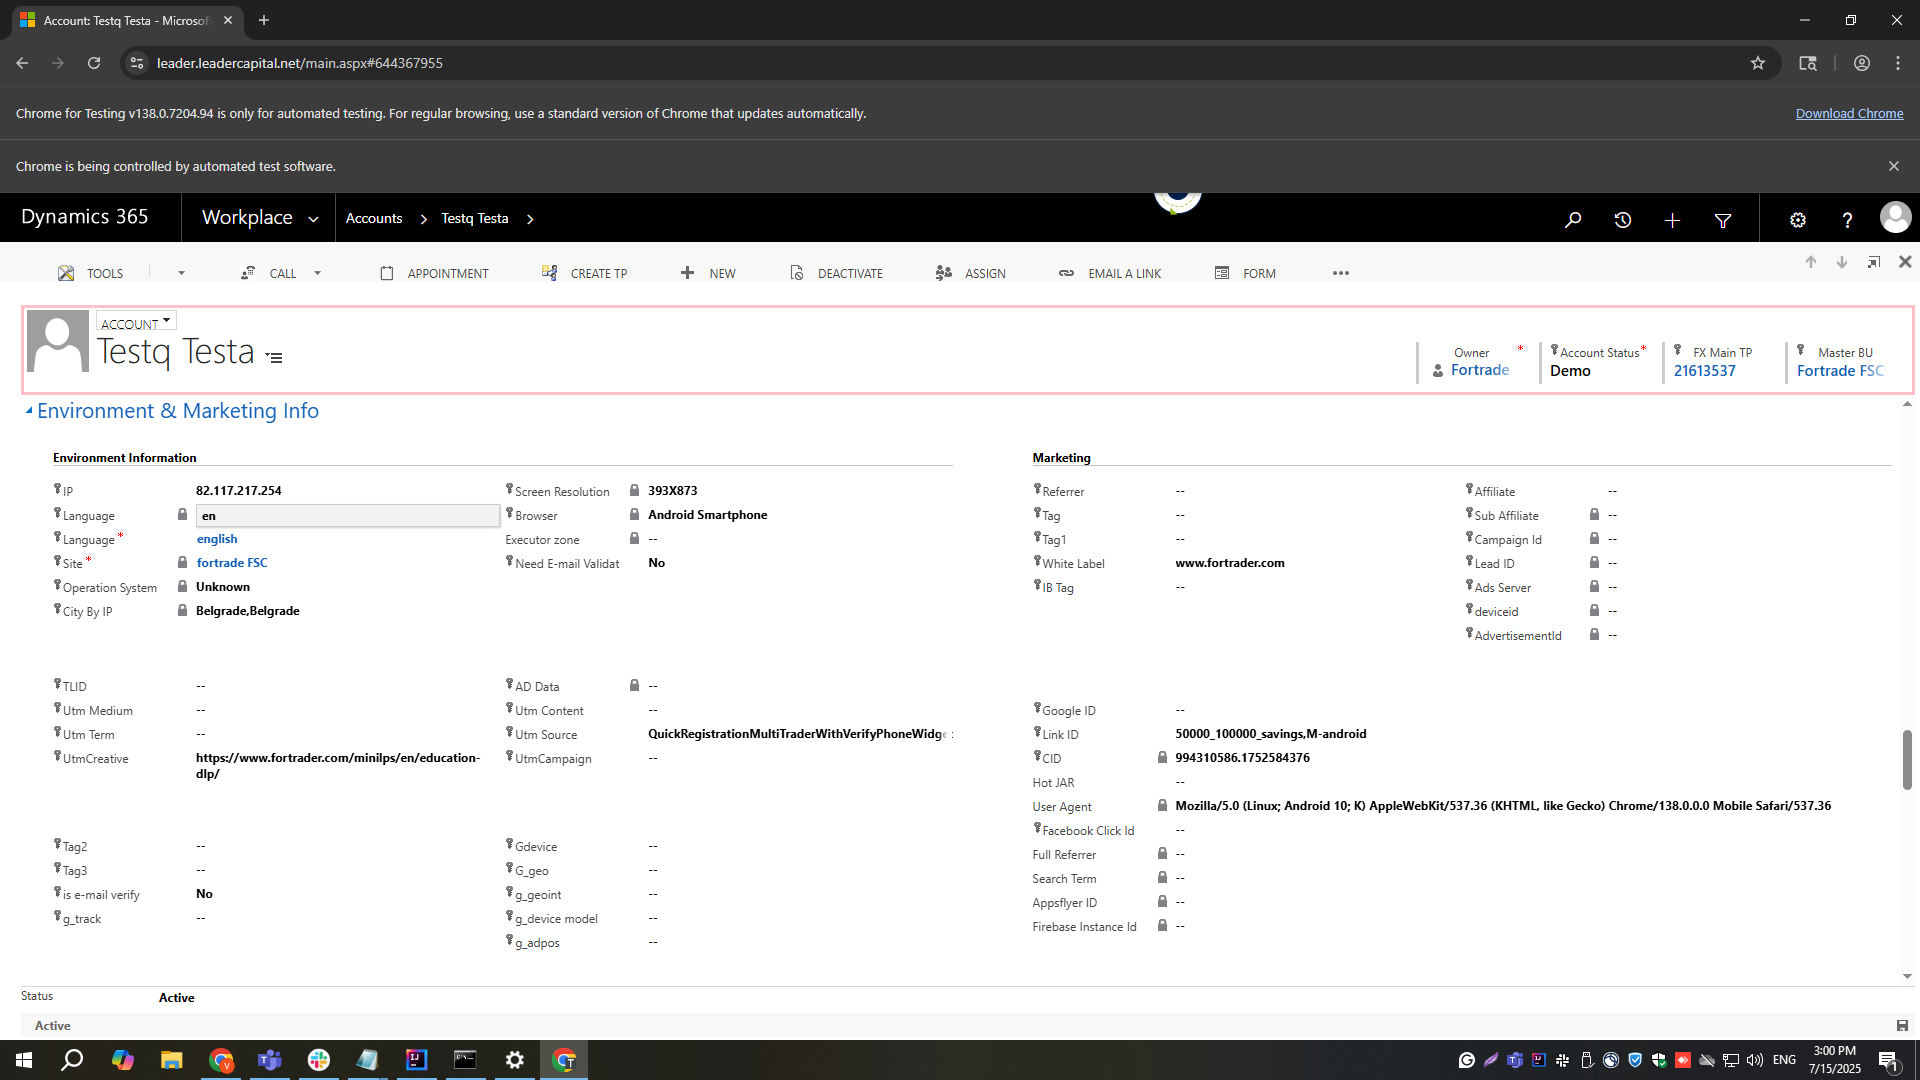 Account: Testq Testa - Microsof
leader.leadercapital.net/main.aspx#644367955
Chrome for Testing v138.0.7204.94 is only for automated testing. For regular browsing, use a standard version of Chrome that updates automatically.
Download Chrome
Chrome is being controlled by automated test software.
Dynamics 365
Workplace
Accounts
Testq Testa
TOOLS
CALL
APPOINTMENT
CREATE TP
NEW
DEACTIVATE
ASSIGN
EMAIL A LINK
FORM
ACCOUNT
Testq Testa
Owner *
Fortrade
Account Status *
Demo
FX Main TP
21613537
Master BU
Fortrade FSC
Environment & Marketing Info
Environment Information
IP 82.117.217.254
Language en
Language * english
Site * fortrade FSC
Operation System Unknown
City By IP Belgrade,Belgrade
Screen Resolution 393X873
Browser Android Smartphone
Executor zone --
Need E-mail Validat No
Marketing
Referrer --
Tag --
Tag1 --
White Label www.fortrader.com
IB Tag --
Affiliate --
Sub Affiliate --
Campaign Id --
Lead ID --
Ads Server --
deviceid --
AdvertisementId --
TLID --
Utm Medium --
Utm Term --
UtmCreative https://www.fortrader.com/minilps/en/education-
dlp/
AD Data --
Utm Content --
Utm Source QuickRegistrationMultiTraderWithVerifyPhoneWidge
UtmCampaign --
Google ID --
Link ID 50000_100000_savings,M-android
CID 994310586.1752584376
Hot JAR --
User Agent Mozilla/5.0 (Linux; Android 10; K) AppleWebKit/537.36 (KHTML, like Gecko) Chrome/138.0.0.0 Mobile Safari/537.36
Facebook Click Id --
Full Referrer --
Search Term --
Appsflyer ID --
Firebase Instance Id --
Tag2 --
Tag3 --
is e-mail verify No
g_track --
Gdevice --
G_geo --
g_geoint --
g_device model --
g_adpos --
Status Active
Active
ENG
3:00 PM
7/15/2025
1